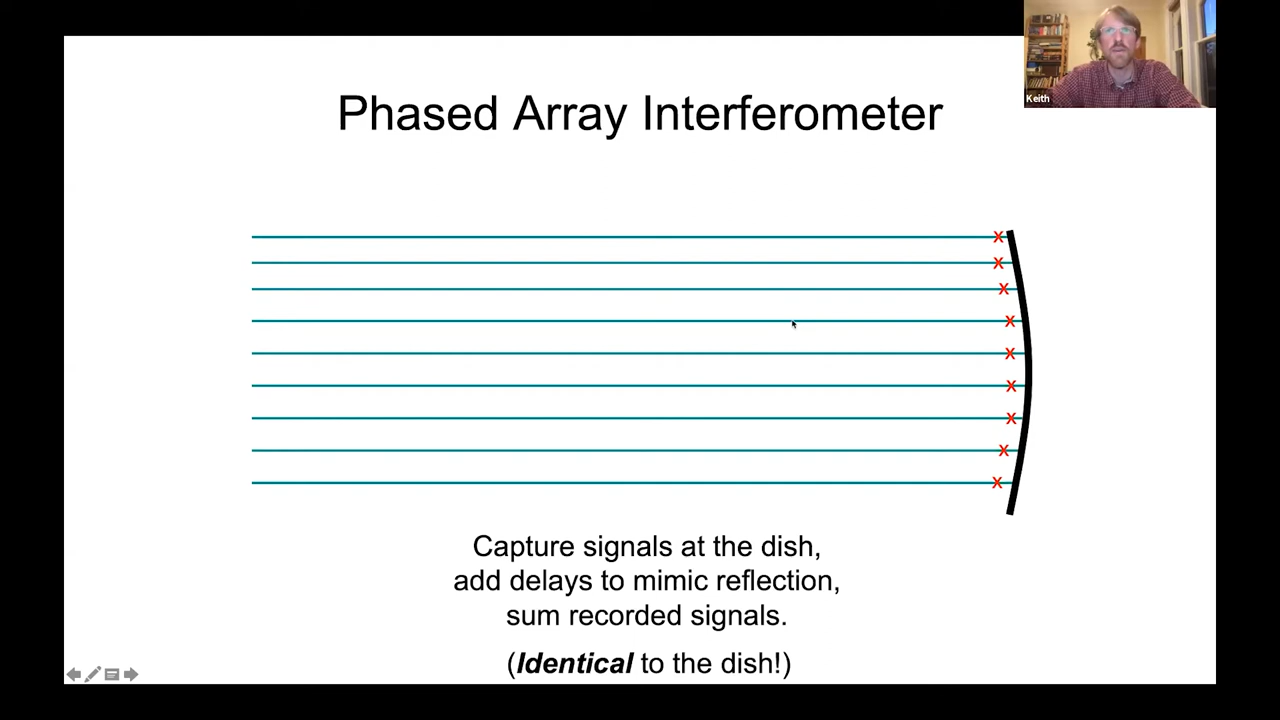 Keith
Phased Array Interferometer
x
x
x
x
x
x
x
x
x
Capture signals at the dish,
add delays to mimic reflection,
sum recorded signals.
(Identical to the dish!)